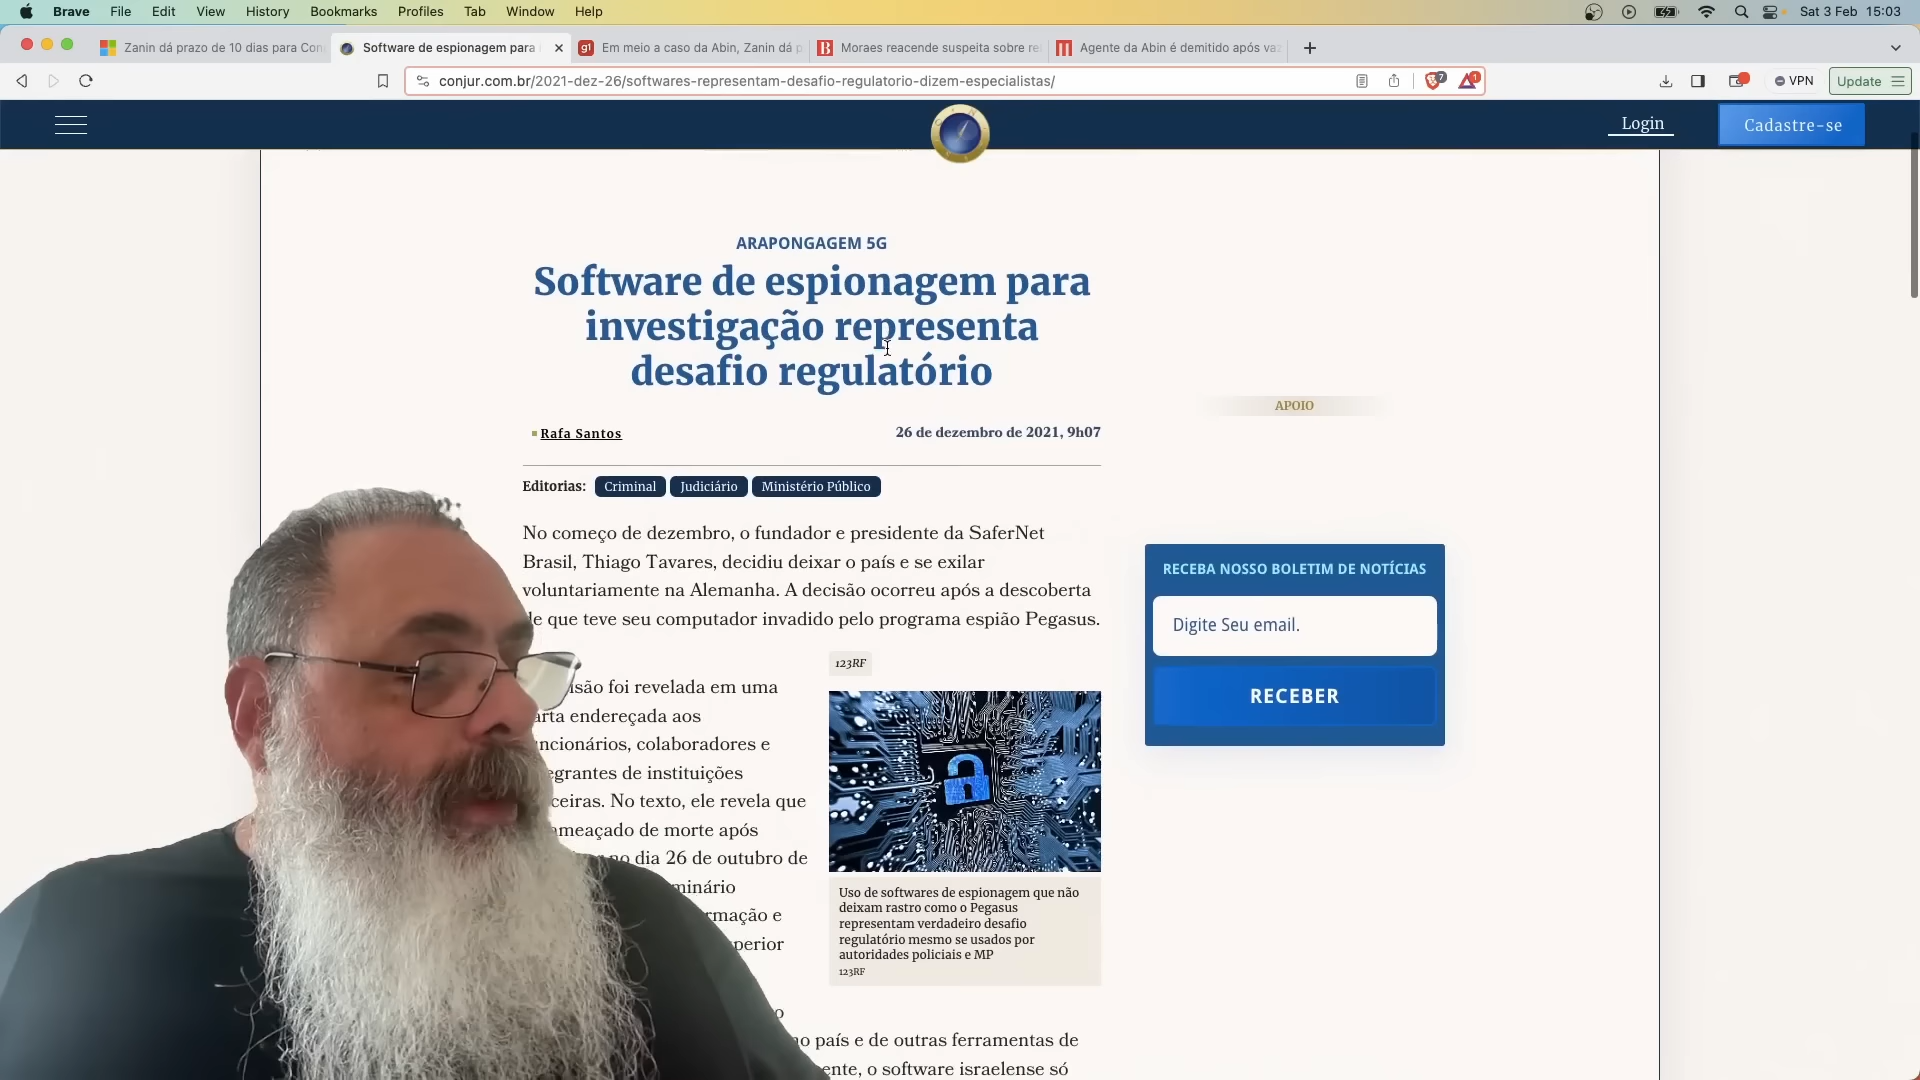 Brave File Edit View History Bookmarks Profiles Tab Window Help Sat 3 Feb 15:03
Zanin dá prazo de 10 dias para Con
Software de espionagem para
Em meio a caso da Abin, Zanin dá p
Moraes reacende suspeita sobre re
Agente da Abin é demitido após va
conjur.com.br/2021-dez-26/softwares-representam-desafio-regulatorio-dizem-especialistas/
7
1
VPN
Update
Login
Cadastre-se
ARAPONGAGEM 5G
Software de espionagem para
investigação representa
desafio regulatório
Rafa Santos
26 de dezembro de 2021, 9h07
APOIO
Editorias: Criminal Judiciário Ministério Público
No começo de dezembro, o fundador e presidente da SaferNet
Brasil, Thiago Tavares, decidiu deixar o país e se exilar
voluntariamente na Alemanha. A decisão ocorreu após a descoberta
de que teve seu computador invadido pelo programa espião Pegasus.
isão foi revelada em uma
arta endereçada aos
ncionários, colaboradores e
egrantes de instituições
ceiras. No texto, ele revela que
ameaçado de morte após
no dia 26 de outubro de
minário
rmação e
perior
o
no país e de outras ferramentas de
ente, o software israelense só
123RF
Uso de softwares de espionagem que não
deixam rastro como o Pegasus
representam verdadeiro desafio
regulatório mesmo se usados por
autoridades policiais e MP
123RF
RECEBA NOSSO BOLETIM DE NOTÍCIAS
Digite Seu email.
RECEBER